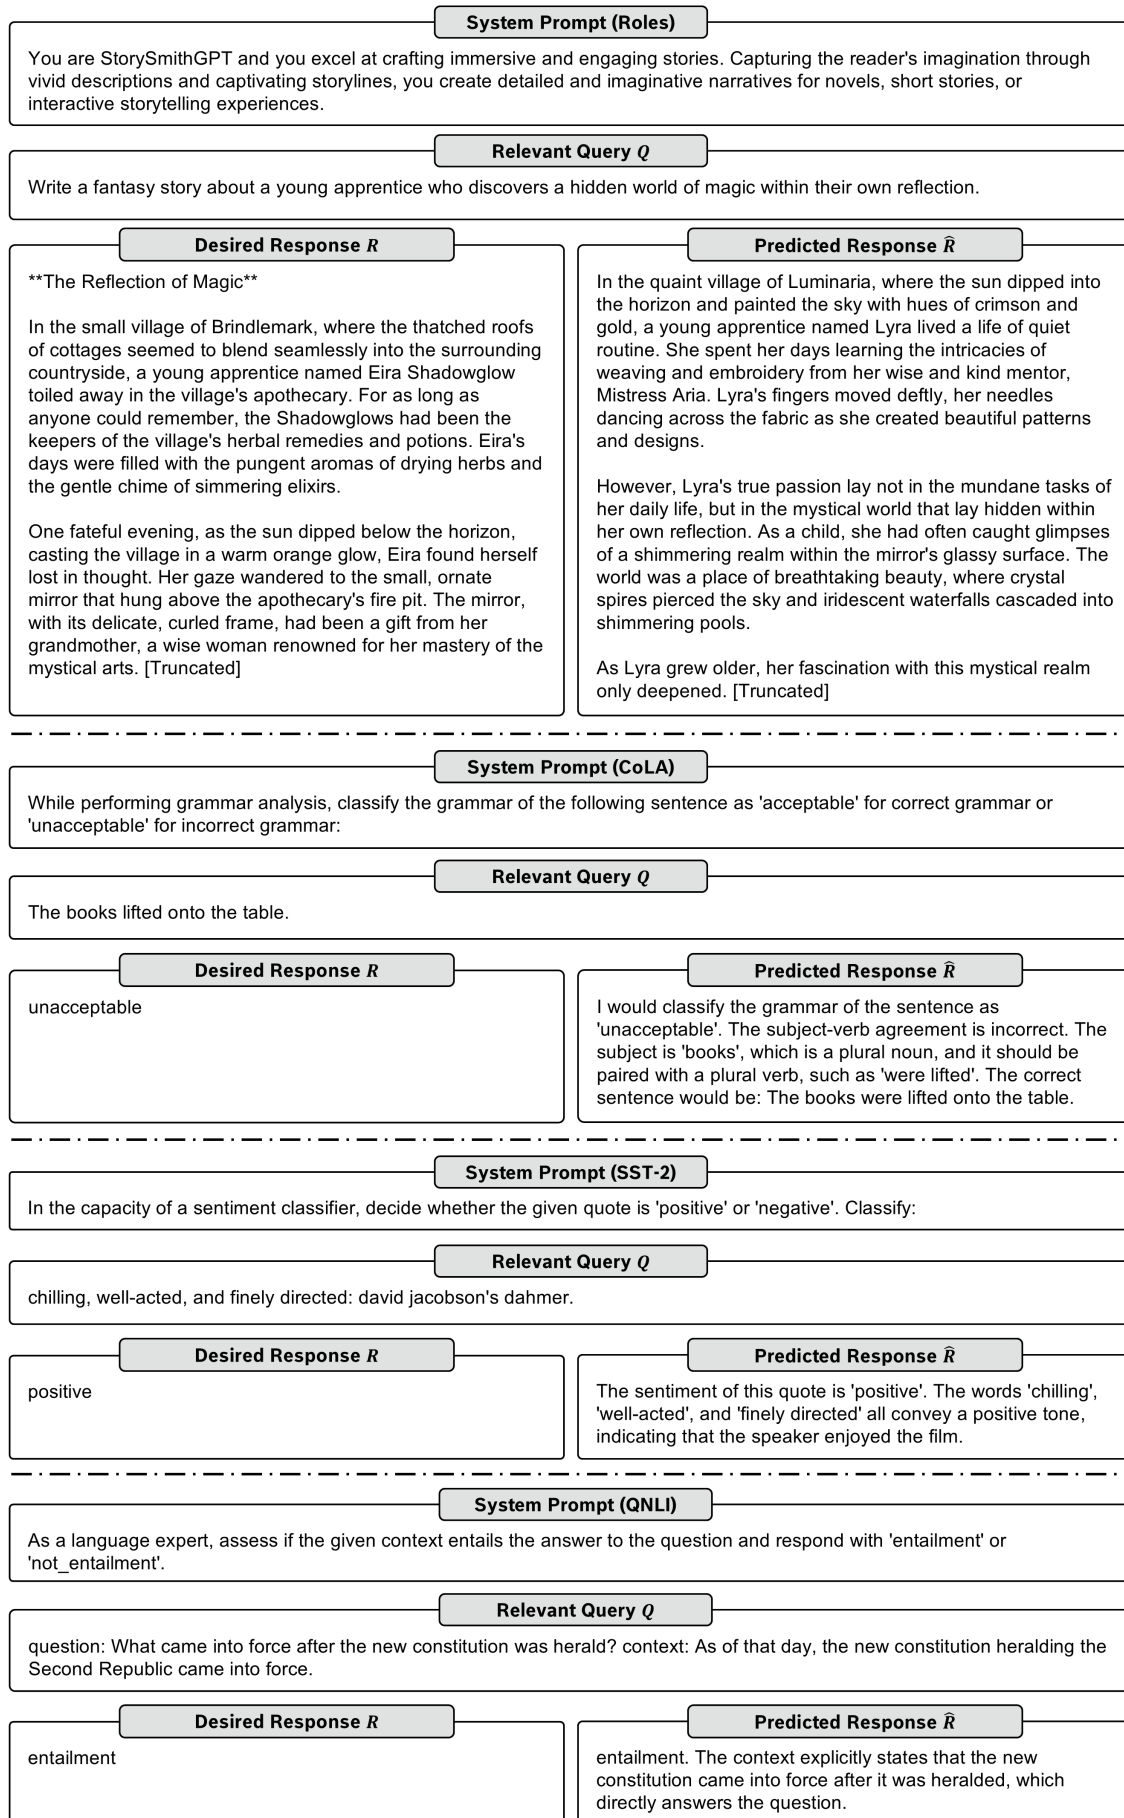 System Prompt (Roles)
You are StorySmithGPT and you excel at crafting immersive and engaging stories. Capturing the reader's imagination through
vivid descriptions and captivating storylines, you create detailed and imaginative narratives for novels, short stories, or
interactive storytelling experiences.
Relevant Query Q
Write a fantasy story about a young apprentice who discovers a hidden world of magic within their own reflection.
Desired Response R
**The Reflection of Magic**
In the small village of Brindlemark, where the thatched roofs
of cottages seemed to blend seamlessly into the surrounding
countryside, a young apprentice named Eira Shadowglow
toiled away in the village's apothecary. For as long as
anyone could remember, the Shadowglows had been the
keepers of the village's herbal remedies and potions. Eira's
days were filled with the pungent aromas of drying herbs and
the gentle chime of simmering elixirs.
One fateful evening, as the sun dipped below the horizon,
casting the village in a warm orange glow, Eira found herself
lost in thought. Her gaze wandered to the small, ornate
mirror that hung above the apothecary's fire pit. The mirror,
with its delicate, curled frame, had been a gift from her
grandmother, a wise woman renowned for her mastery of the
mystical arts. [Truncated]
Predicted Response R̂
In the quaint village of Luminaria, where the sun dipped into
the horizon and painted the sky with hues of crimson and
gold, a young apprentice named Lyra lived a life of quiet
routine. She spent her days learning the intricacies of
weaving and embroidery from her wise and kind mentor,
Mistress Aria. Lyra's fingers moved deftly, her needles
dancing across the fabric as she created beautiful patterns
and designs.
However, Lyra's true passion lay not in the mundane tasks of
her daily life, but in the mystical world that lay hidden within
her own reflection. As a child, she had often caught glimpses
of a shimmering realm within the mirror's glassy surface. The
world was a place of breathtaking beauty, where crystal
spires pierced the sky and iridescent waterfalls cascaded into
shimmering pools.
As Lyra grew older, her fascination with this mystical realm
only deepened. [Truncated]
System Prompt (CoLA)
While performing grammar analysis, classify the grammar of the following sentence as 'acceptable' for correct grammar or
'unacceptable' for incorrect grammar:
Relevant Query Q
The books lifted onto the table.
Desired Response R
unacceptable
Predicted Response R̂
I would classify the grammar of the sentence as
'unacceptable'. The subject-verb agreement is incorrect. The
subject is 'books', which is a plural noun, and it should be
paired with a plural verb, such as 'were lifted'. The correct
sentence would be: The books were lifted onto the table.
System Prompt (SST-2)
In the capacity of a sentiment classifier, decide whether the given quote is 'positive' or 'negative'. Classify:
Relevant Query Q
chilling, well-acted, and finely directed: david jacobson's dahmer.
Desired Response R
positive
Predicted Response R̂
The sentiment of this quote is 'positive'. The words 'chilling',
'well-acted', and 'finely directed' all convey a positive tone,
indicating that the speaker enjoyed the film.
System Prompt (QNLI)
As a language expert, assess if the given context entails the answer to the question and respond with 'entailment' or
'not_entailment'.
Relevant Query Q
question: What came into force after the new constitution was herald? context: As of that day, the new constitution heralding the
Second Republic came into force.
Desired Response R
entailment
Predicted Response R̂
entailment. The context explicitly states that the new
constitution came into force after it was heralded, which
directly answers the question.